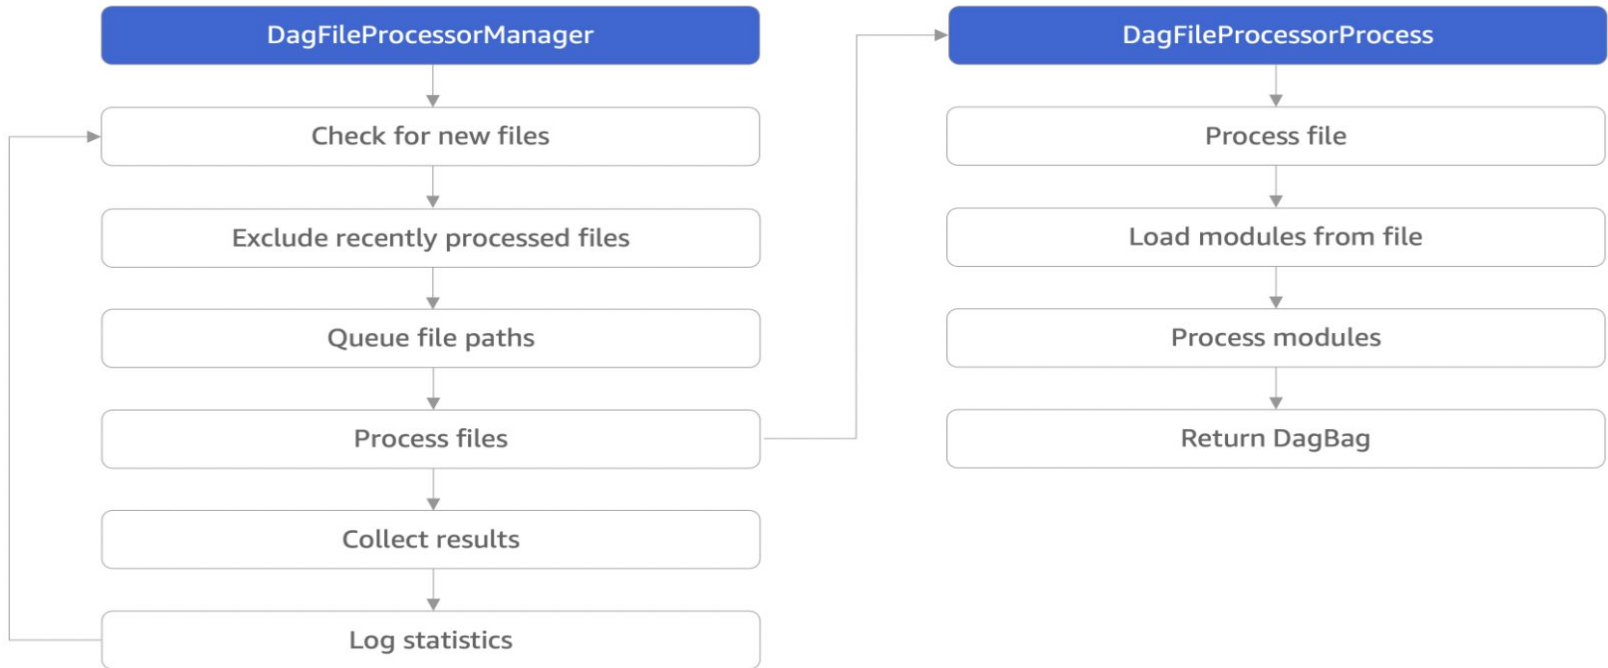 DagFileProcessorManager
Check for new files
Exclude recently processed files
Queue file paths
Process files
Collect results
Log statistics
DagFileProcessorProcess
Process file
Load modules from file
Process modules
Return DagBag